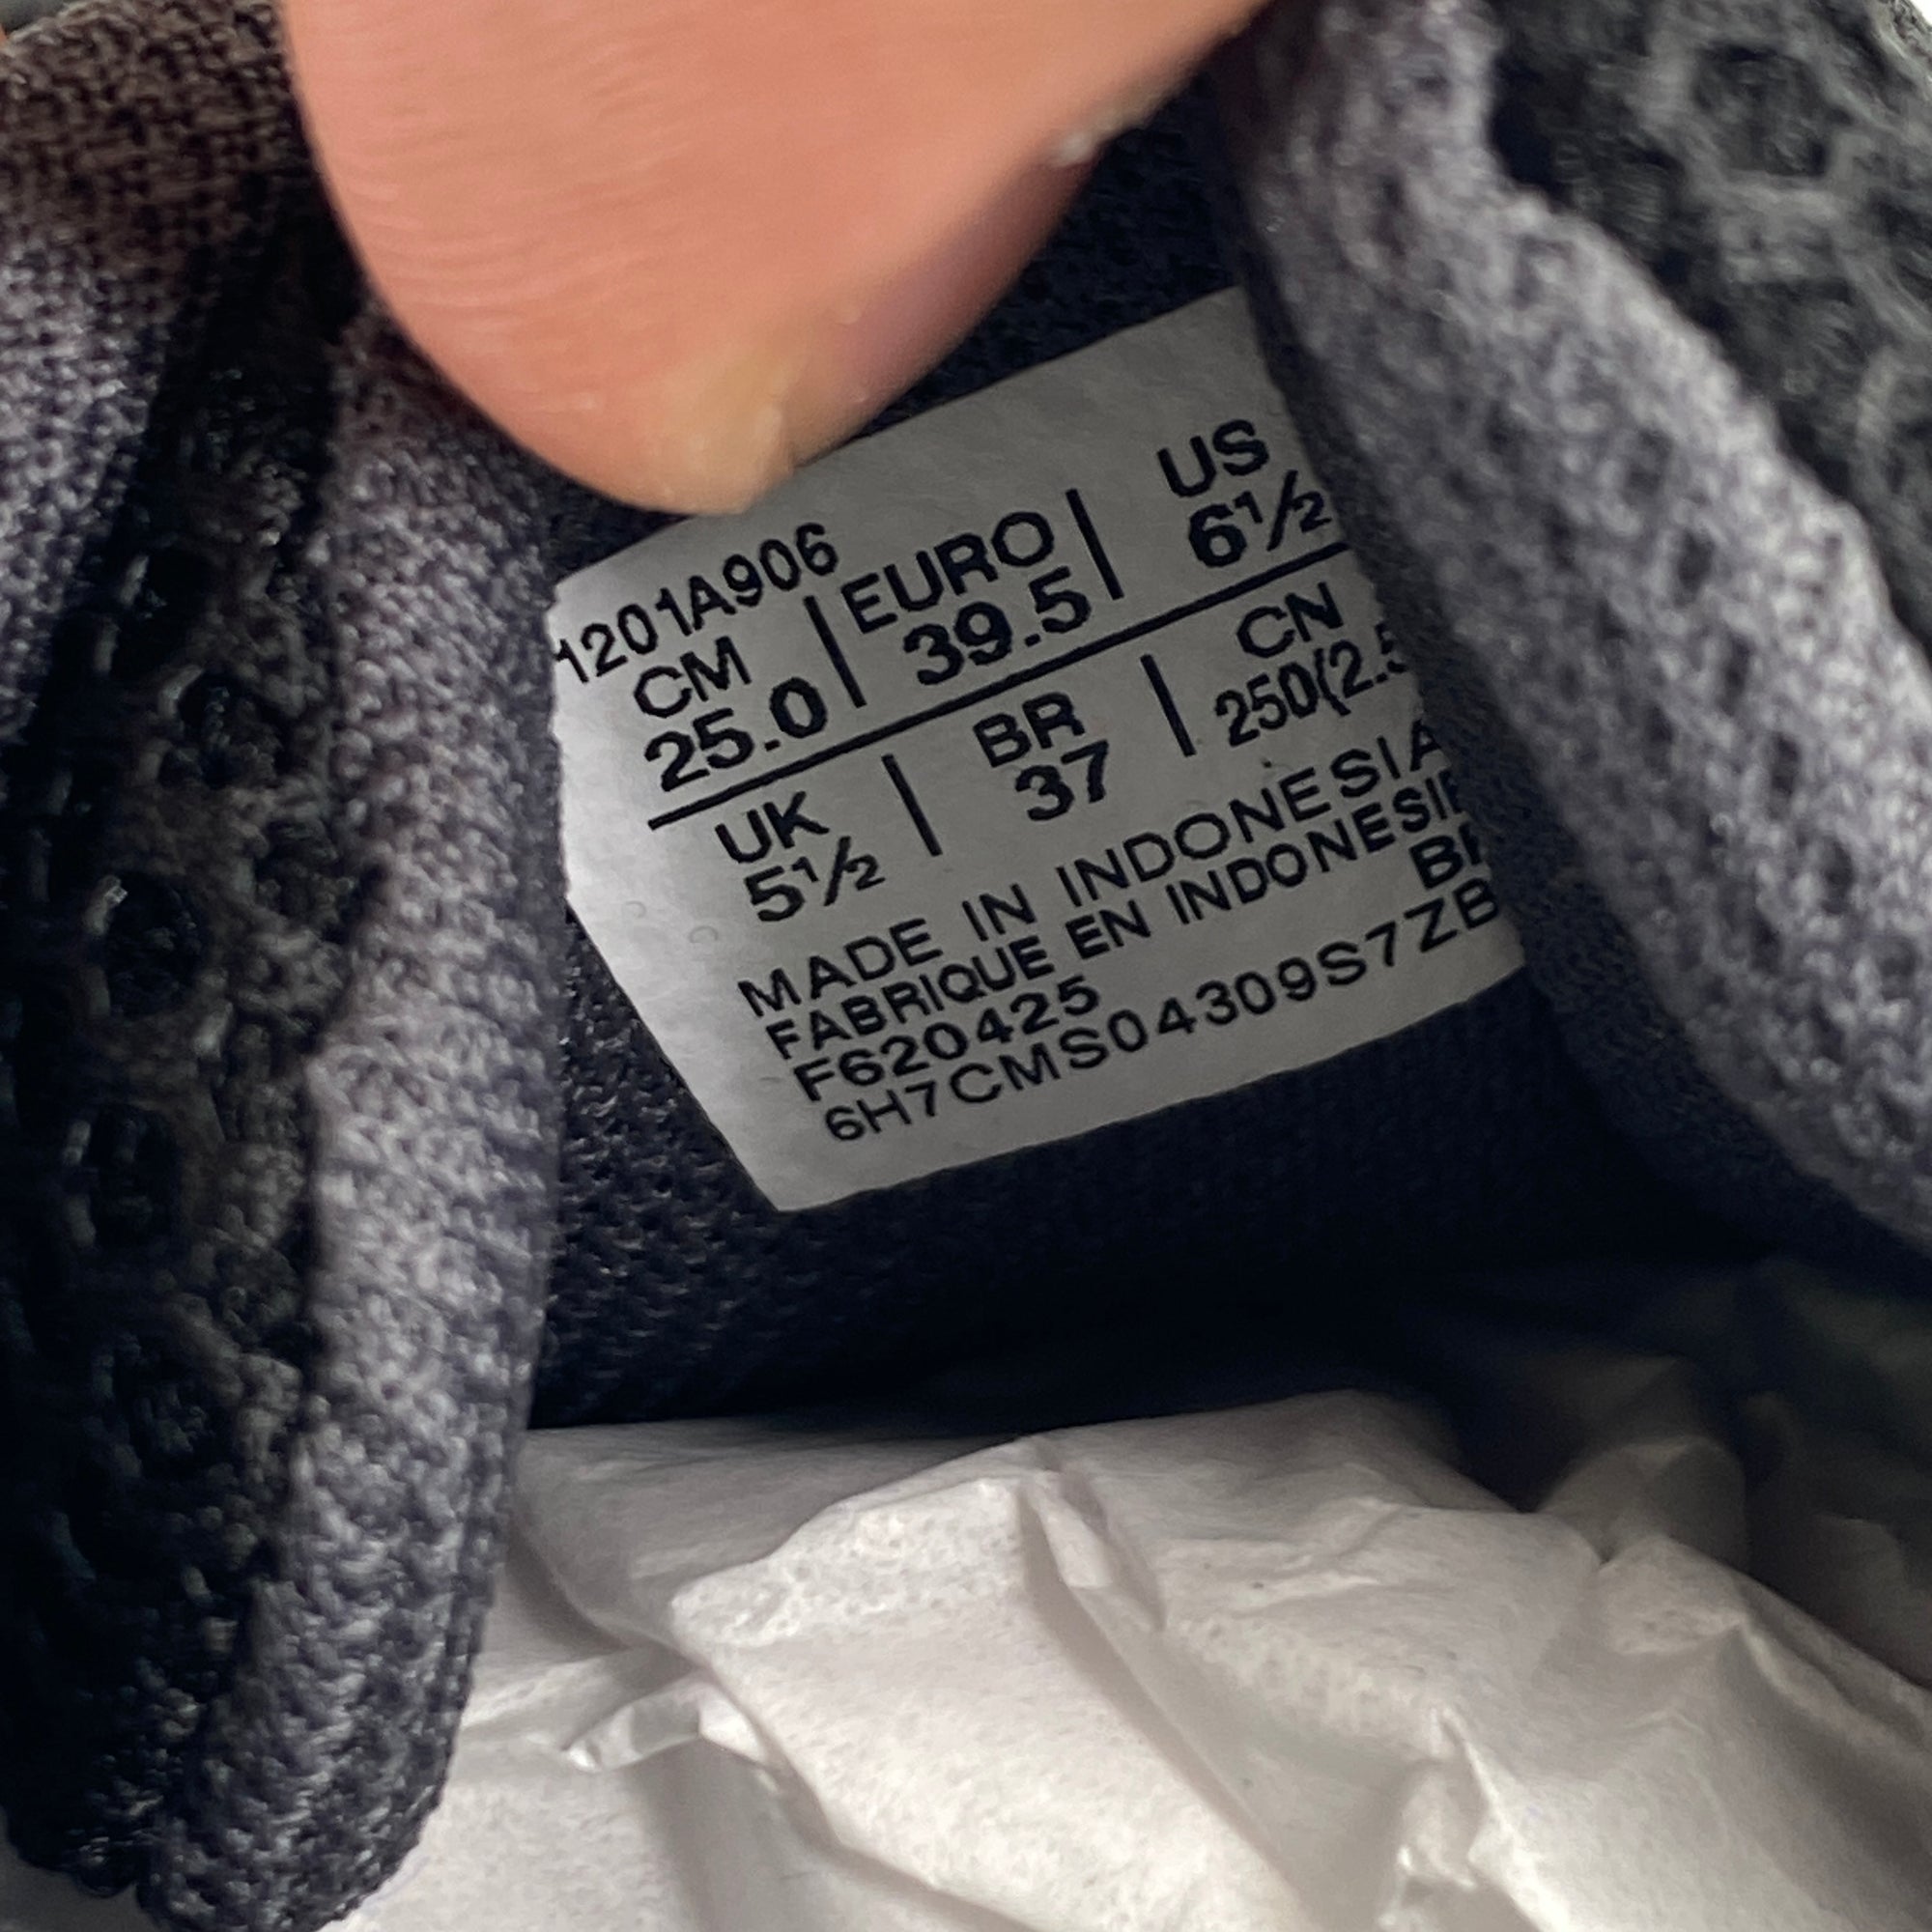 1201A906
CM | EURO | US
25.0 | 39.5 | 6½
UK | BR | CN
5½ | 37 | 250(2.5
MADE IN INDONESIA
FABRIQUE EN
F620425
6H7CMS04309S7ZB